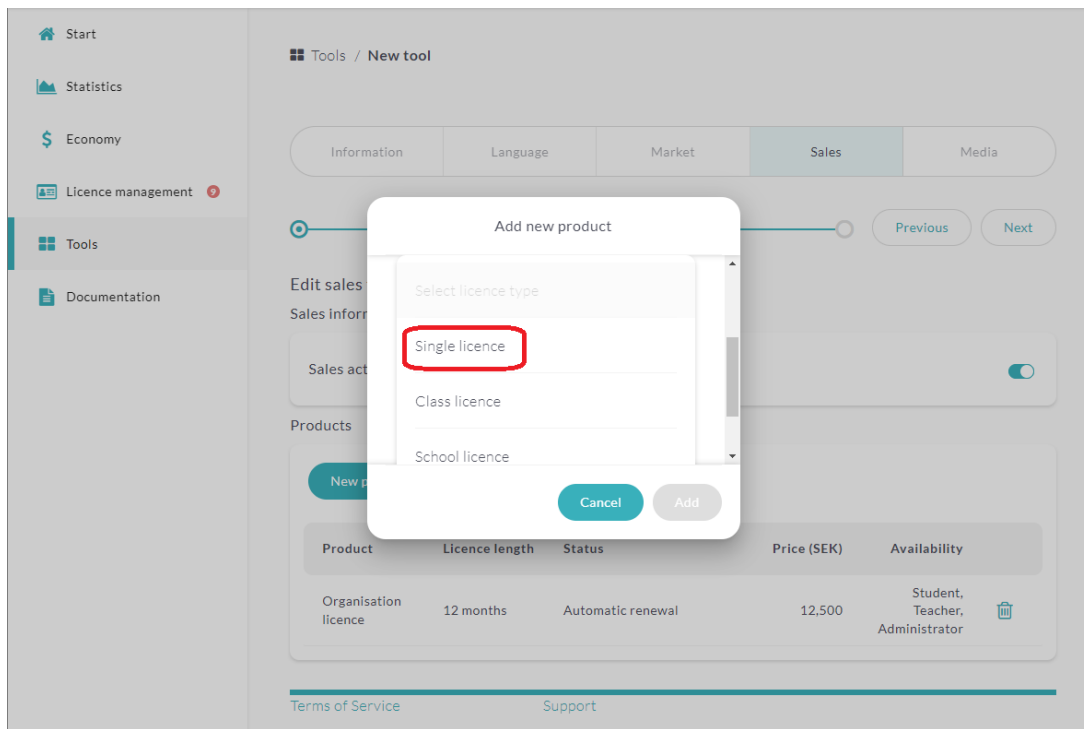 Start
Statistics
Economy
Licence management 9
Tools
Documentation
Tools / New tool
Information Language Market Sales Media
Previous Next
Edit sales
Sales inforr
Sales act
Products
New p
Add new product
Select licence type
Single licence
Class licence
School licence
Cancel Add
Product Licence length Status Price (SEK) Availability
Organisation
licence
12 months Automatic renewal 12,500
Student,
Teacher,
Administrator
Terms of Service Support